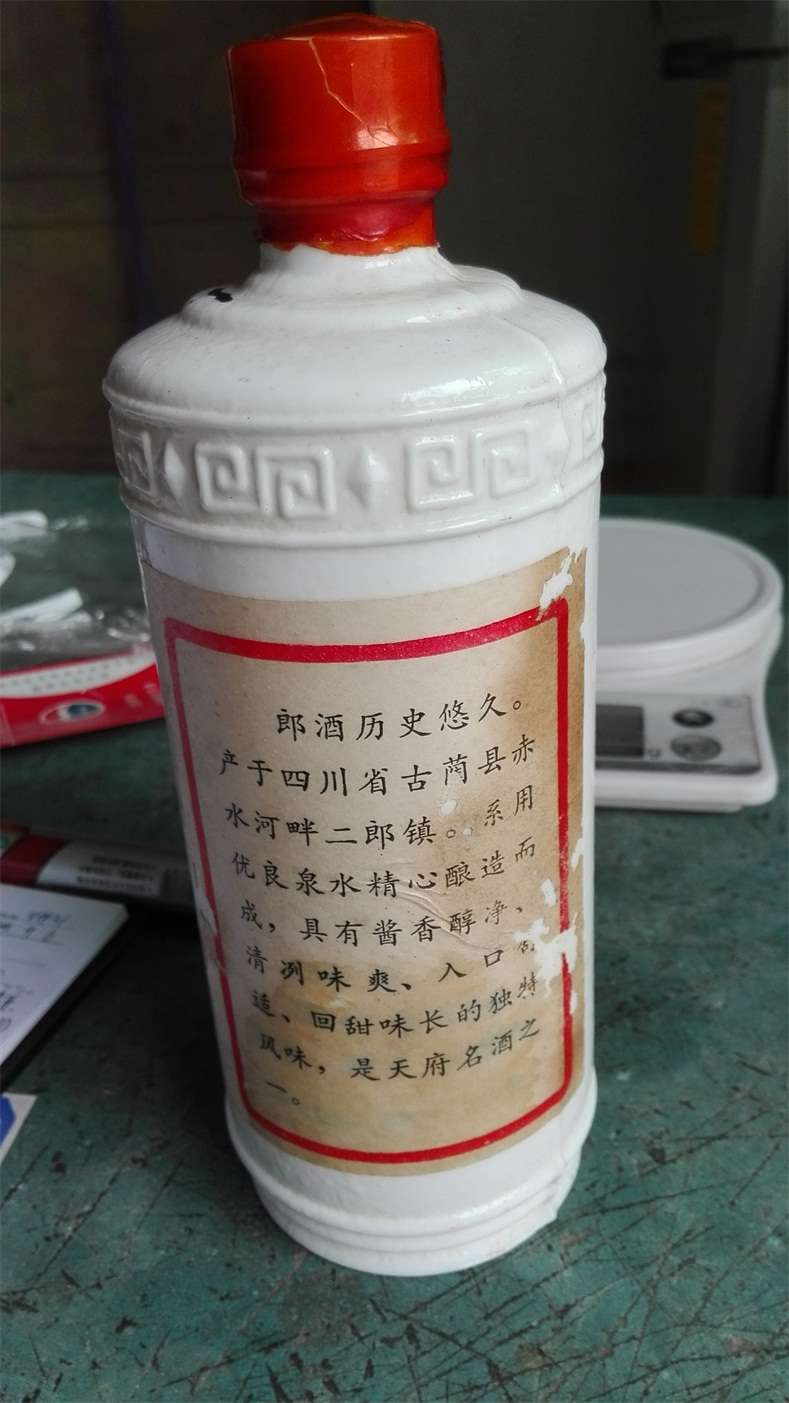 郎酒历史悠久。
产于四川省古蔺县赤
水河畔二郎镇。系用
优良泉水精心酿造而
成，具有酱香醇净、
清冽味爽、入口
适、回甜味长的独特
风味，是天府名酒之
一。